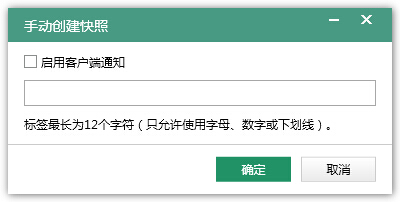 手动创建快照
启用客户端通知
标签最长为12个字符（只允许使用字母、数字或下划线）。
确定 取消